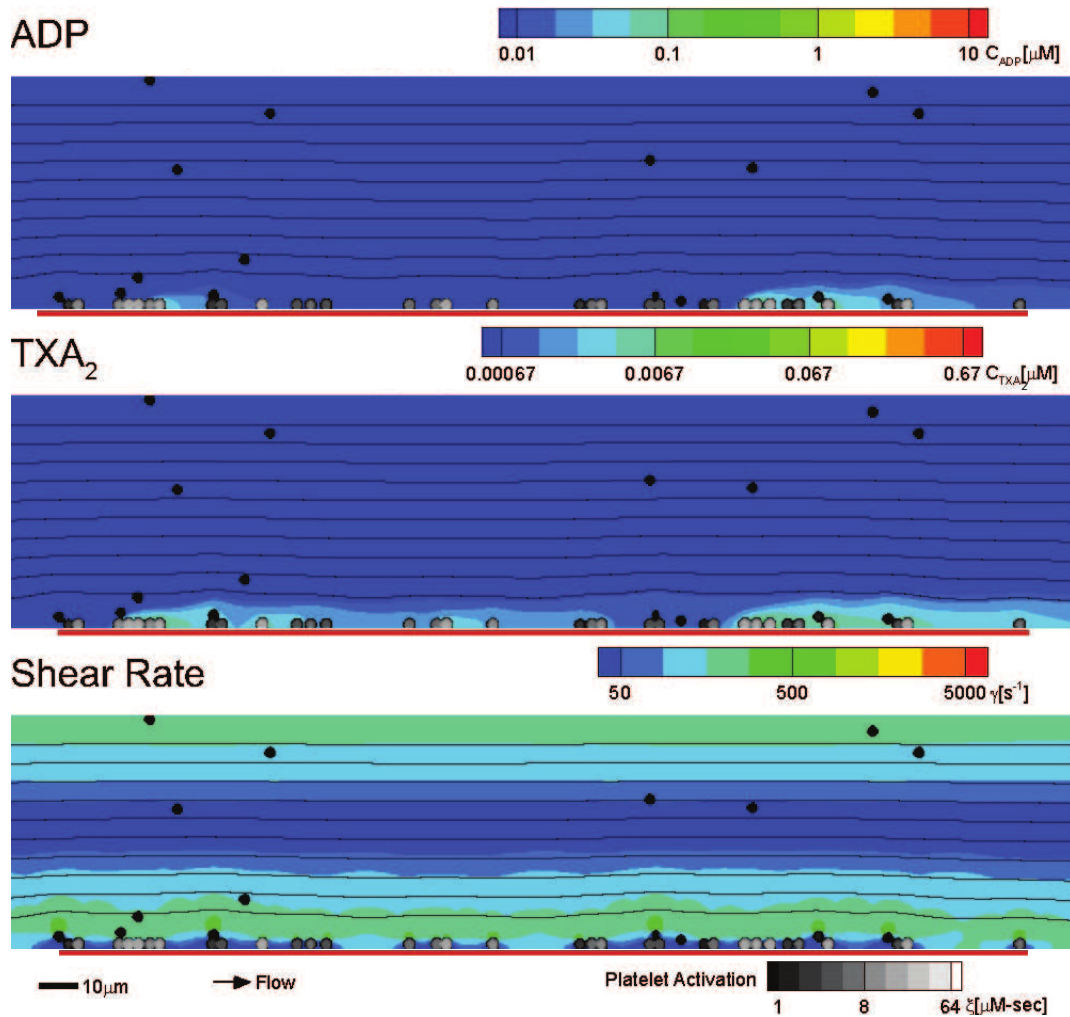 ADP
0.01 0.1 1 10 C_ADP[μM]
TXA₂
0.00067 0.0067 0.067 0.67 C_TXA₂[μM]
Shear Rate
50 500 5000 γ[s⁻¹]
10μm Flow Platelet Activation
1 8 64 ξ[μM-sec]